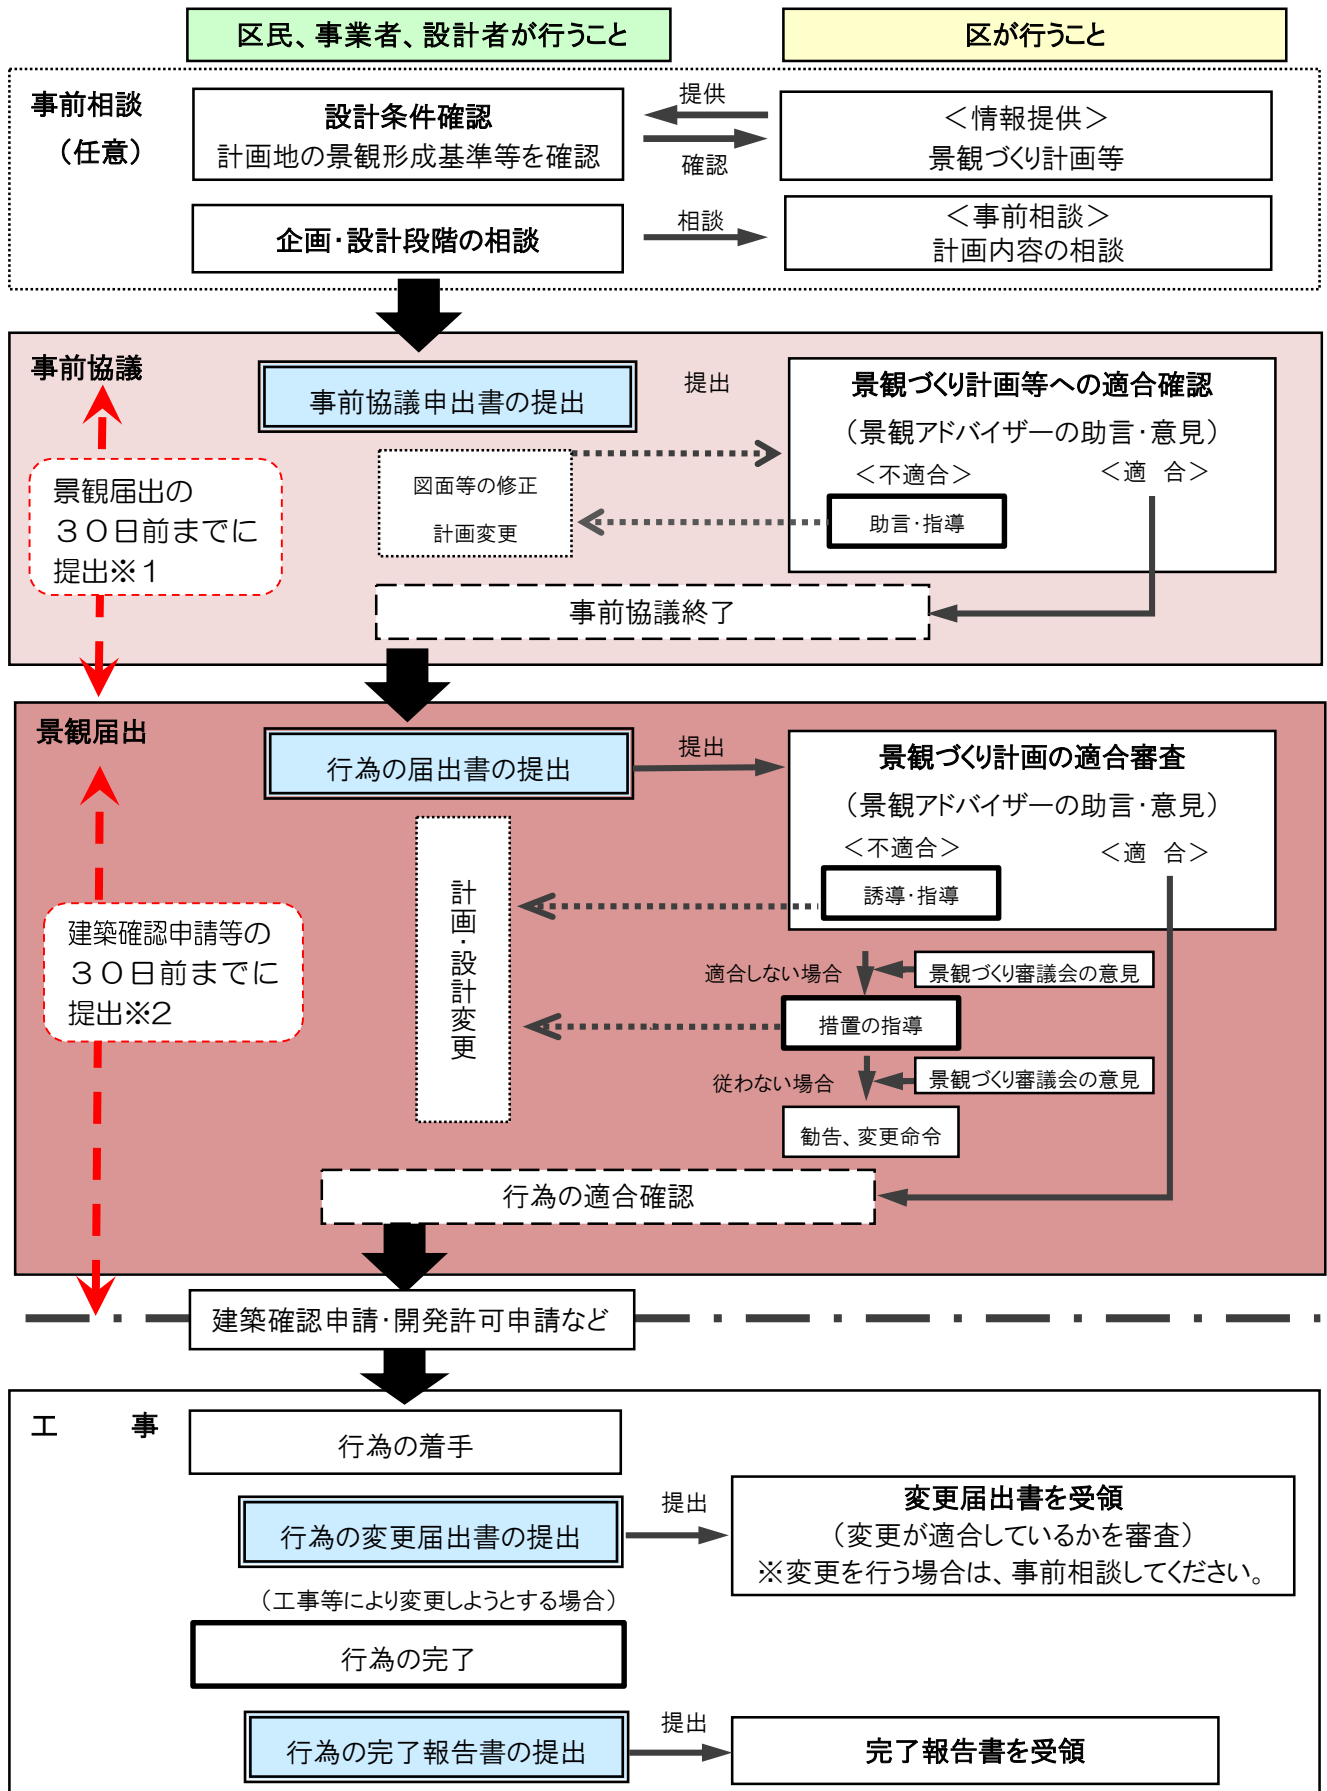 区民、事業者、設計者が行うこと
区が行うこと
事前相談
（任意）
設計条件確認
計画地の景観形成基準等を確認
提供
確認
＜情報提供＞
景観づくり計画等
企画・設計段階の相談
相談
＜事前相談＞
計画内容の相談
事前協議
事前協議申出書の提出
提出
景観づくり計画等への適合確認
（景観アドバイザーの助言・意見）
＜不適合＞
＜適　合＞
図面等の修正
計画変更
助言・指導
景観届出の
３０日前までに
提出※１
事前協議終了
景観届出
行為の届出書の提出
提出
景観づくり計画の適合審査
（景観アドバイザーの助言・意見）
＜不適合＞
＜適　合＞
誘導・指導
計画・設計変更
建築確認申請等の
３０日前までに
提出※２
適合しない場合
景観づくり審議会の意見
措置の指導
従わない場合
景観づくり審議会の意見
勧告、変更命令
行為の適合確認
建築確認申請・開発許可申請など
工　　事
行為の着手
行為の変更届出書の提出
提出
変更届出書を受領
（変更が適合しているかを審査）
※変更を行う場合は、事前相談してください。
（工事等により変更しようとする場合）
行為の完了
行為の完了報告書の提出
提出
完了報告書を受領